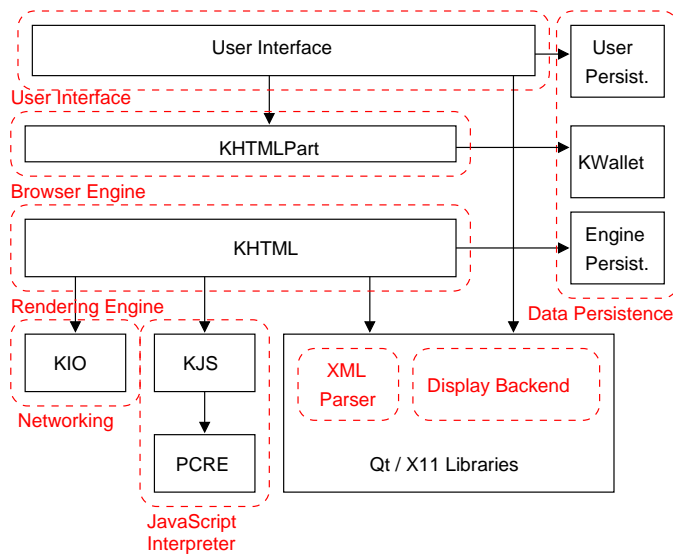 User Interface
User
Persist.
User Interface
KHTMLPart
KWallet
Browser Engine
KHTML
Engine
Persist.
Rendering Engine
Data Persistence
KIO
KJS
XML
Parser
Display Backend
Networking
PCRE
Qt / X11 Libraries
JavaScript
Interpreter